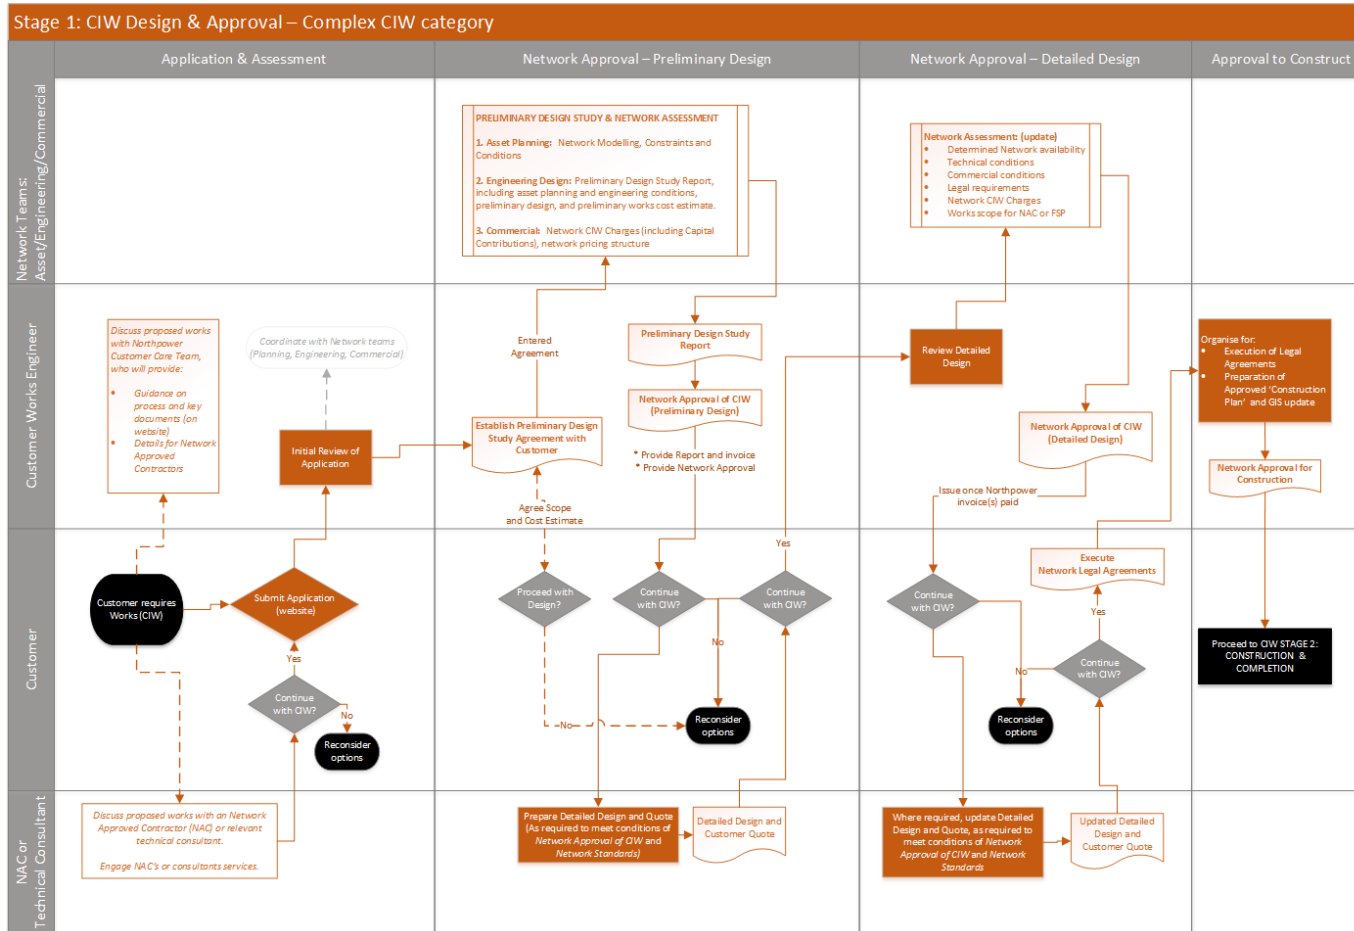 Stage 1: CIW Design & Approval – Complex CIW category
Application & Assessment
Network Approval – Preliminary Design
Network Approval – Detailed Design
Approval to Construct
Network Teams:
Asset/Engineering/Commercial
PRELIMINARY DESIGN STUDY & NETWORK ASSESSMENT
1. Asset Planning: Network Modelling, Constraints and
Conditions
2. Engineering Design: Preliminary Design Study Report,
including asset planning and engineering conditions,
preliminary design, and preliminary works cost estimate.
3. Commercial: Network CIW Charges (including Capital
Contributions), network pricing structure
Network Assessment: (update)
• Determined Network availability
• Technical conditions
• Commercial conditions
• Legal requirements
• Network CIW Charges
• Works scope for NAC or FSP
Customer Works Engineer
Discuss proposed works
with Northpower
Customer Care Team,
who will provide:
• Guidance on
process and key
documents (on
website)
• Details for Network
Approved
Contractors
Coordinate with Network teams
(Planning, Engineering, Commercial)
Initial Review of
Application
Entered
Agreement
Establish Preliminary Design
Study Agreement with
Customer
Agree Scope
and Cost Estimate
Preliminary Design Study
Report
Network Approval of CIW
(Preliminary Design)
* Provide Report and invoice
* Provide Network Approval
Review Detailed
Design
Network Approval of CIW
(Detailed Design)
Issue once Northpower
invoice(s) paid
Organise for:
• Execution of Legal
Agreements
• Preparation of
Approved ‘Construction
Plan’ and GIS update
Network Approval for
Construction
Customer
Customer requires
Works (CIW)
Submit Application
(website)
Yes
Continue
with CIW?
No
Reconsider
options
Proceed with
Design?
No
Continue
with CIW?
No
Continue
with CIW?
Yes
Reconsider
options
Continue
with CIW?
No
Reconsider
options
Execute
Network Legal Agreements
Yes
Continue
with CIW?
Proceed to CIW STAGE 2:
CONSTRUCTION &
COMPLETION
NAC or
Technical Consultant
Discuss proposed works with an Network
Approved Contractor (NAC) or relevant
technical consultant.
Engage NAC's or consultants services.
Prepare Detailed Design and Quote
(As required to meet conditions of
Network Approval of CIW and
Network Standards)
Detailed Design and
Customer Quote
Where required, update Detailed
Design and Quote, as required to
meet conditions of Network
Approval of CIW and Network
Standards
Updated Detailed
Design and
Customer Quote